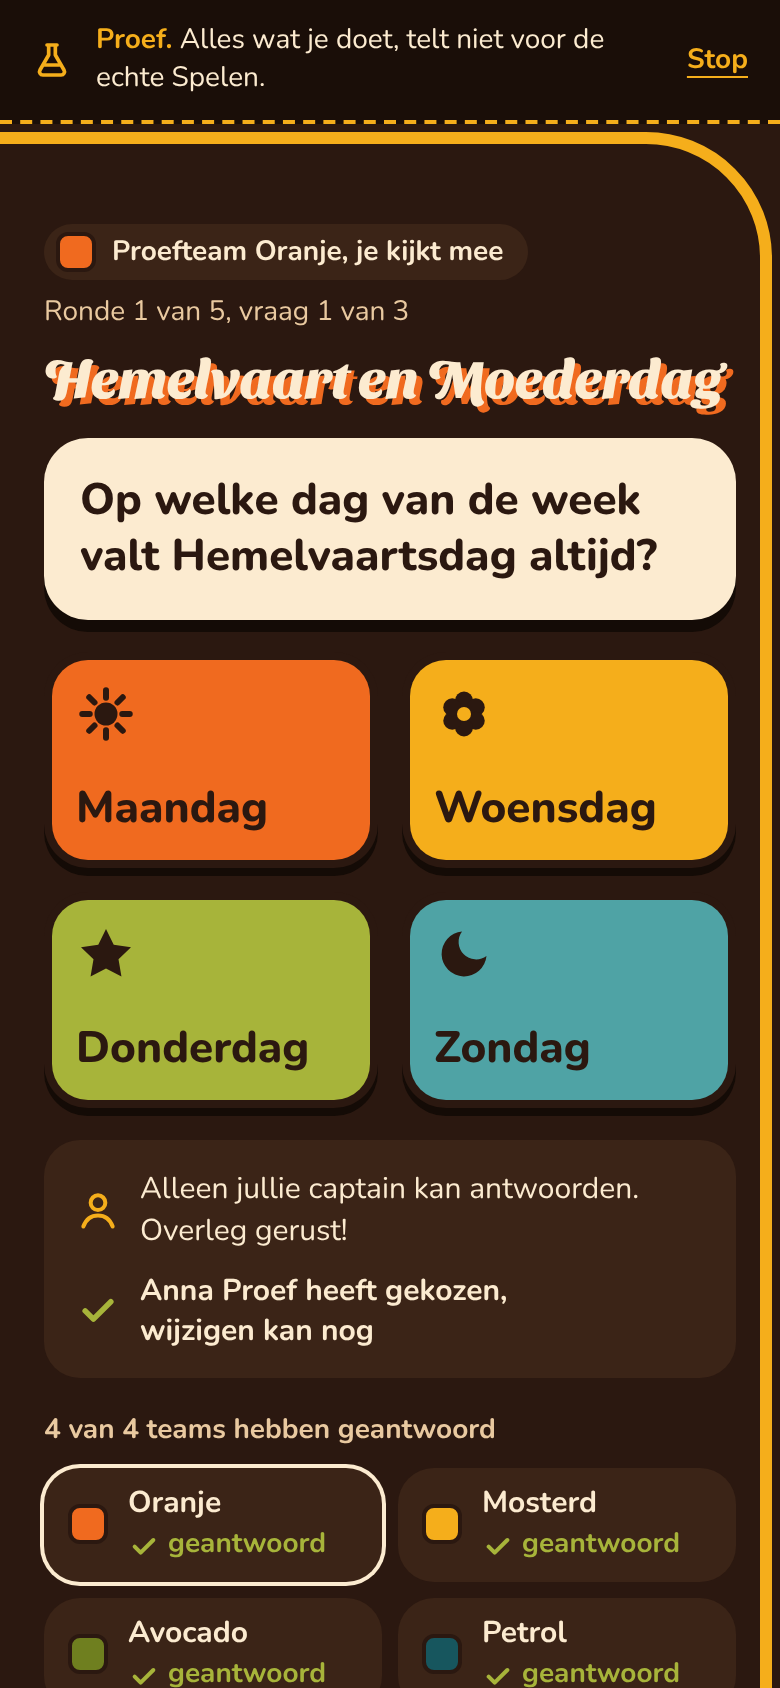 Proef. Alles wat je doet, telt niet voor de
echte Spelen.
Stop
Proefteam Oranje, je kijkt mee
Ronde 1 van 5, vraag 1 van 3
Hemelvaart en Moederdag
Op welke dag van de week
valt Hemelvaartsdag altijd?
Maandag
Woensdag
Donderdag
Zondag
Alleen jullie captain kan antwoorden.
Overleg gerust!
Anna Proef heeft gekozen,
wijzigen kan nog
4 van 4 teams hebben geantwoord
Oranje
geantwoord
Mosterd
geantwoord
Avocado
geantwoord
Petrol
geantwoord